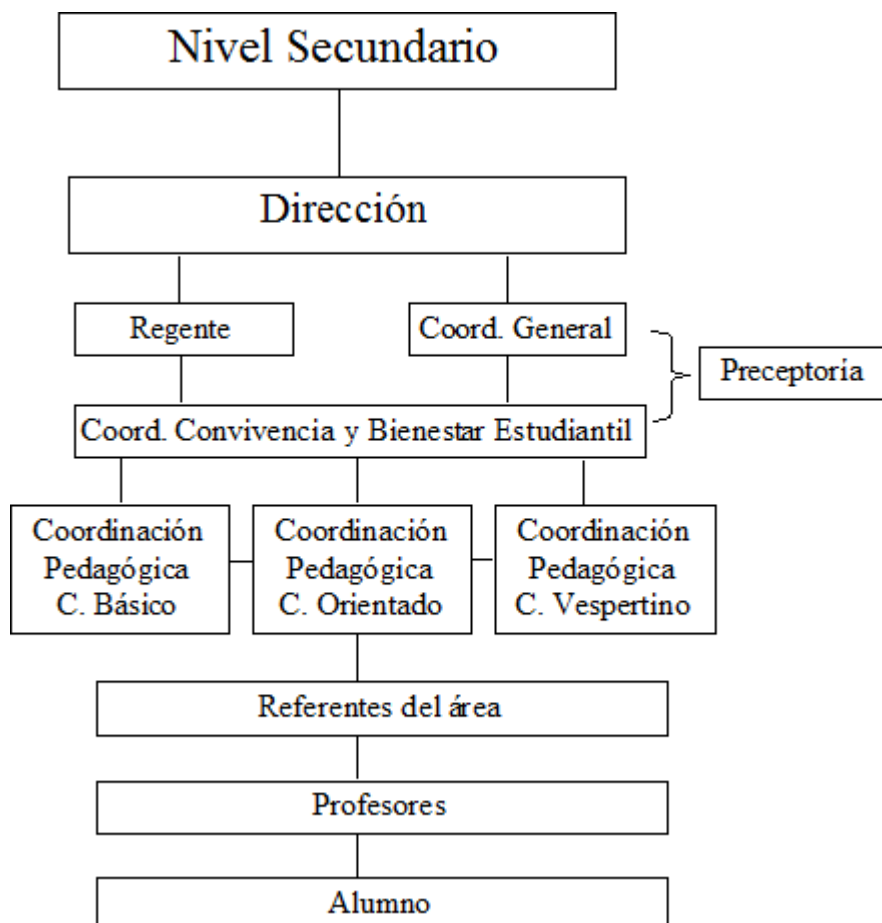 Nivel Secundario
Dirección
Regente
Coord. General
Preceptoría
Coord. Convivencia y Bienestar Estudiantil
Coordinación
Pedagógica
C. Básico
Coordinación
Pedagógica
C. Orientado
Coordinación
Pedagógica
C. Vespertino
Referentes del área
Profesores
Alumno